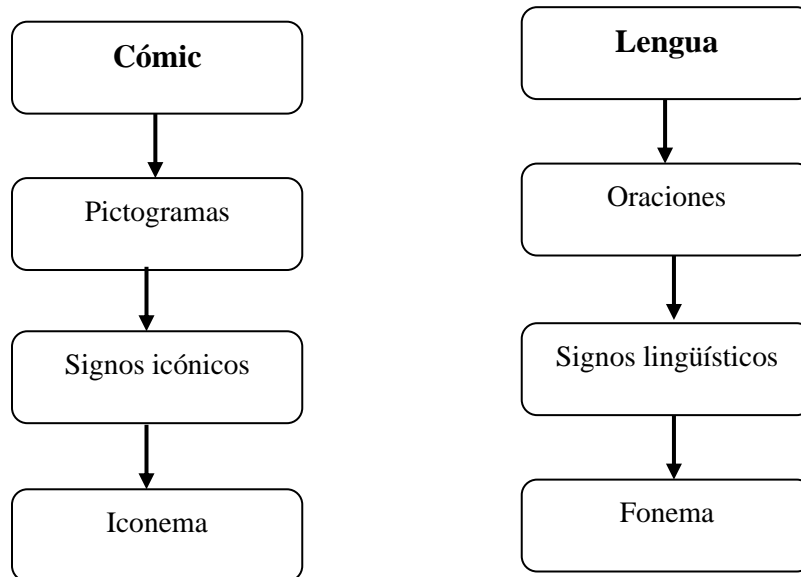 Cómic
Pictogramas
Signos icónicos
Iconema
Lengua
Oraciones
Signos lingüísticos
Fonema